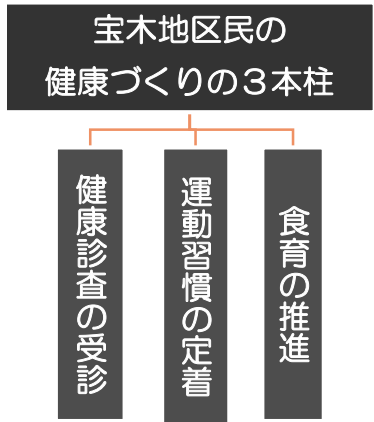 宝木地区民の
健康づくりの３本柱
健康診査の受診
運動習慣の定着
食育の推進